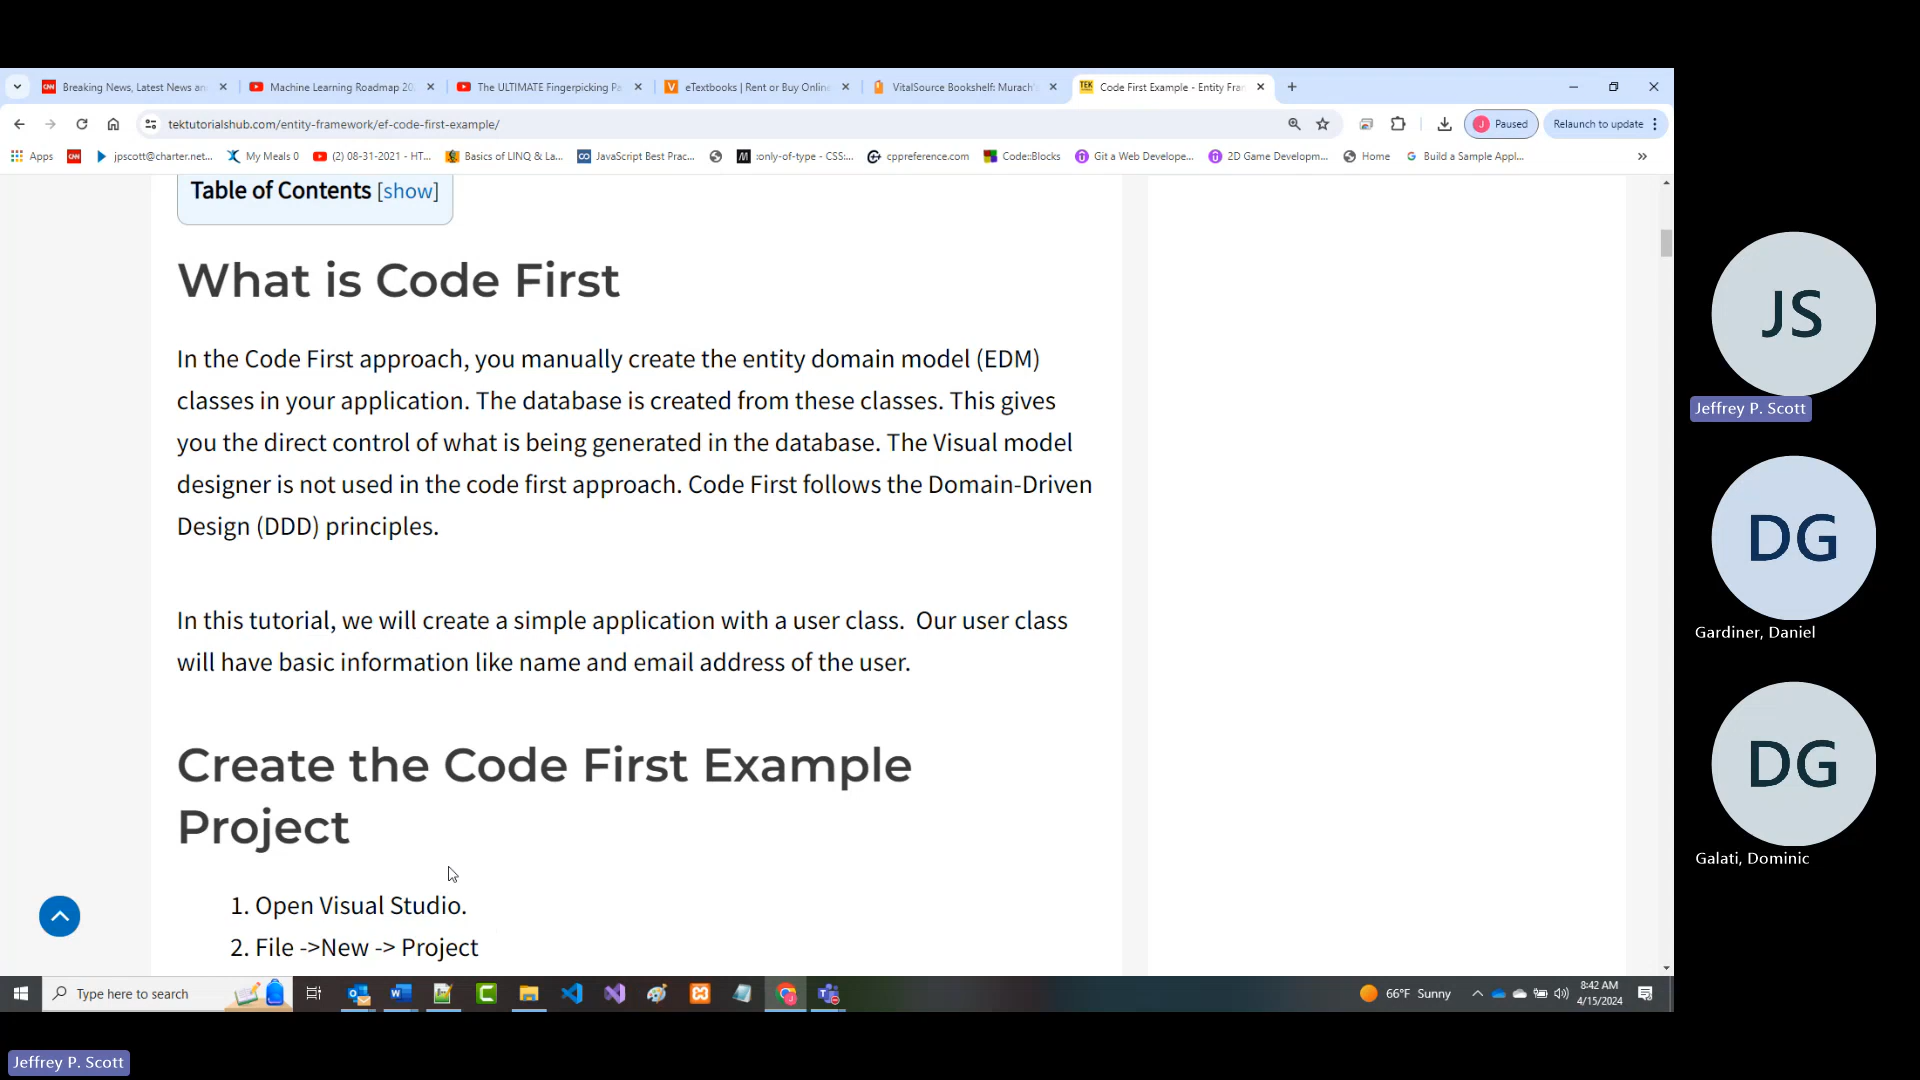 Breaking News, Latest News an
Machine Learning Roadmap 20
The ULTIMATE Fingerpicking Pa
eTextbooks | Rent or Buy Online
VitalSource Bookshelf: Murach's
TEK
Code First Example - Entity Fra
tektutorialshub.com/entity-framework/ef-code-first-example/
J
Paused
Relaunch to update
Apps
jpscott@charter.net...
My Meals 0
(2) 08-31-2021 - HT...
Basics of LINQ & La...
JavaScript Best Prac...
:only-of-type - CSS:...
cppreference.com
Code::Blocks
Git a Web Develope...
2D Game Developm...
Home
Build a Sample Appl...
Table of Contents [show]
What is Code First
In the Code First approach, you manually create the entity domain model (EDM)
classes in your application. The database is created from these classes. This gives
you the direct control of what is being generated in the database. The Visual model
designer is not used in the code first approach. Code First follows the Domain-Driven
Design (DDD) principles.
In this tutorial, we will create a simple application with a user class. Our user class
will have basic information like name and email address of the user.
Create the Code First Example
Project
1. Open Visual Studio.
2. File ->New -> Project
Type here to search
66°F Sunny
8:42 AM
4/15/2024
JS
Jeffrey P. Scott
DG
Gardiner, Daniel
DG
Galati, Dominic
Jeffrey P. Scott